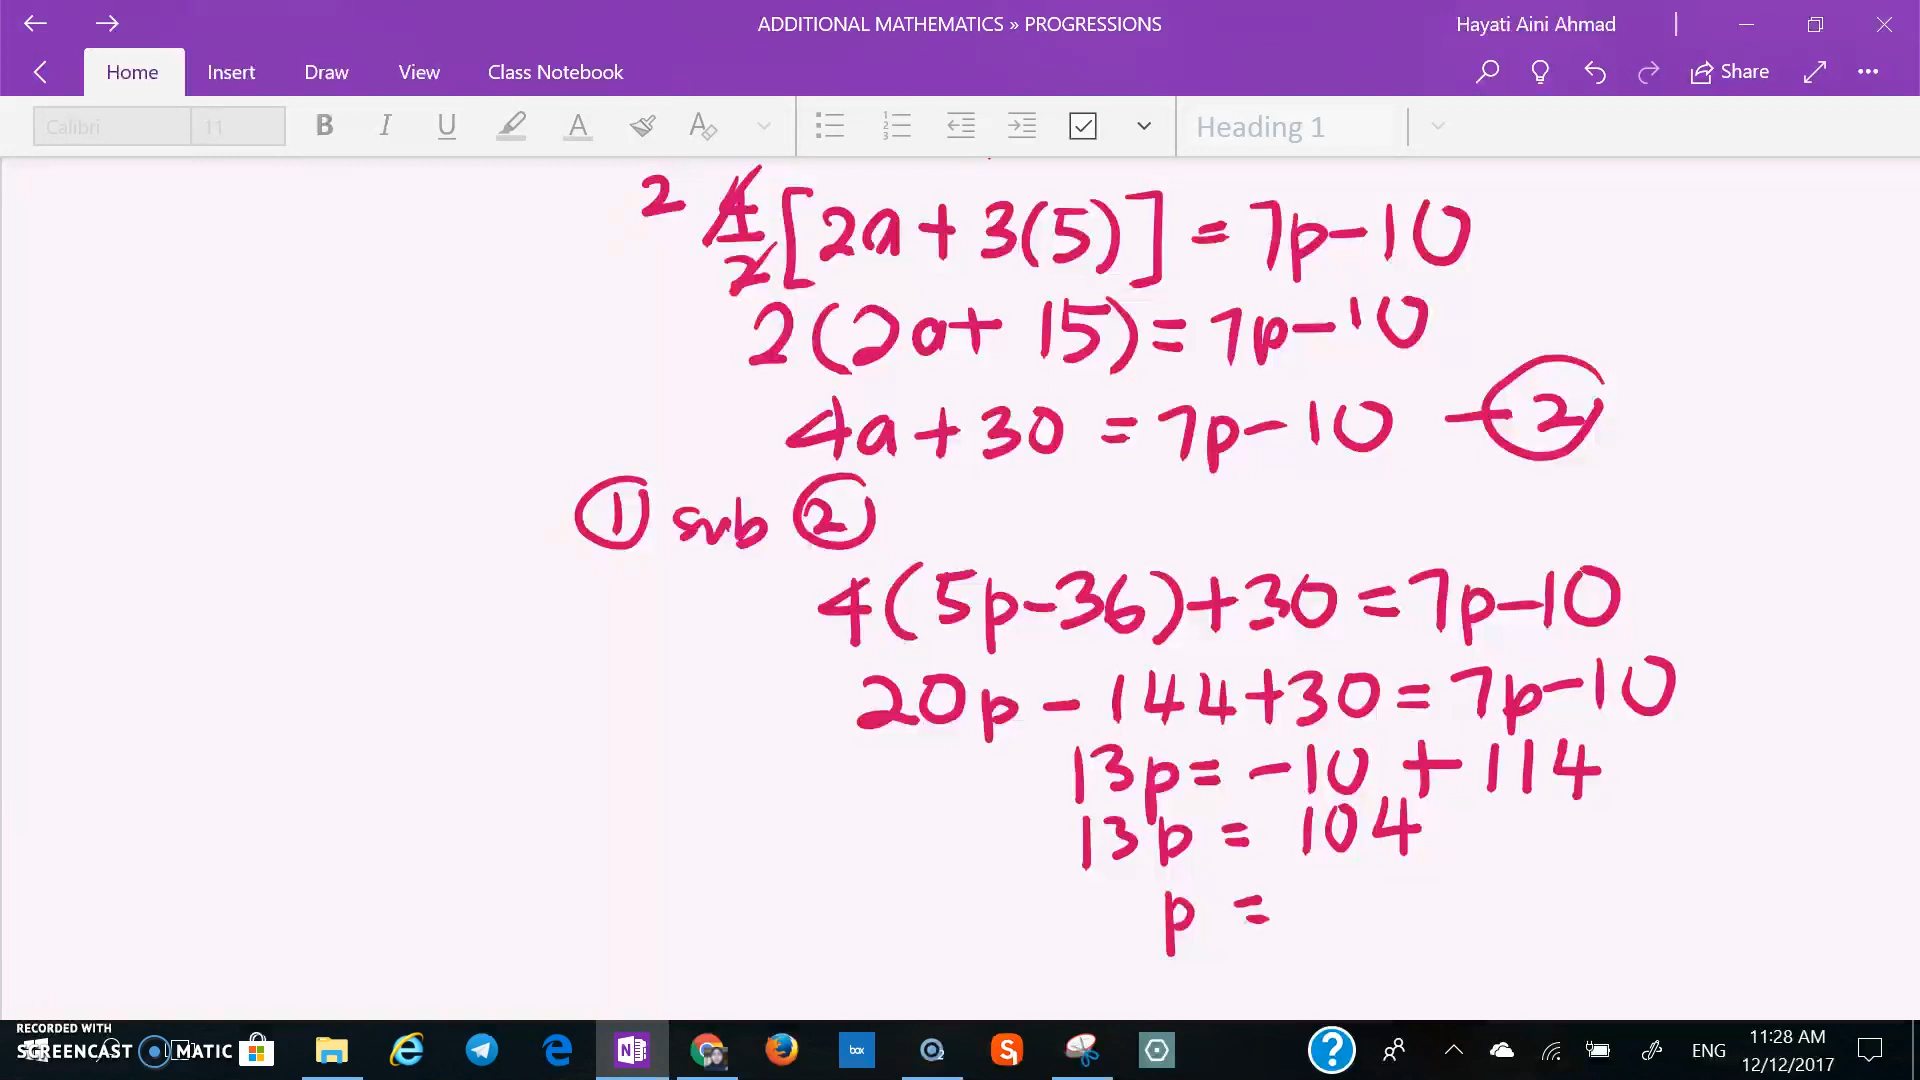 ADDITIONAL MATHEMATICS » PROGRESSIONS
Hayati Aini Ahmad
Home Insert Draw View Class Notebook Share
Calibri 11 B I U A A Heading 1
2 4/2 [2a + 3(5)] = 7p - 10
2(2a + 15) = 7p - 10
4a + 30 = 7p - 10 - 2
1 sub 2
4(5p - 36) + 30 = 7p - 10
20p - 144 + 30 = 7p - 10
13p = -10 + 114
13p = 104
p =
RECORDED WITH
SCREENCAST MATIC
N box S ? ENG
11:28 AM
12/12/2017